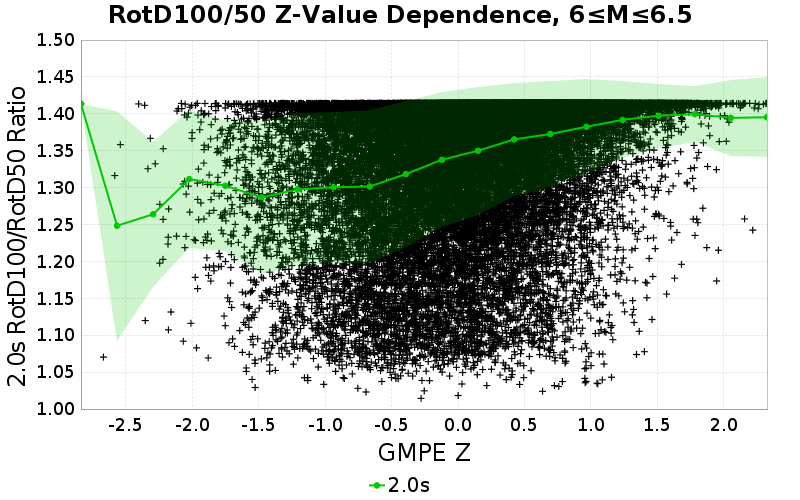 RotD100/50 Z-Value Dependence, 6≤M≤6.5
2.0s RotD100/RotD50 Ratio
1.50
1.45
1.40
1.35
1.30
1.25
1.20
1.15
1.10
1.05
1.00
-2.5 -2.0 -1.5 -1.0 -0.5 0.0 0.5 1.0 1.5 2.0
GMPE Z
2.0s